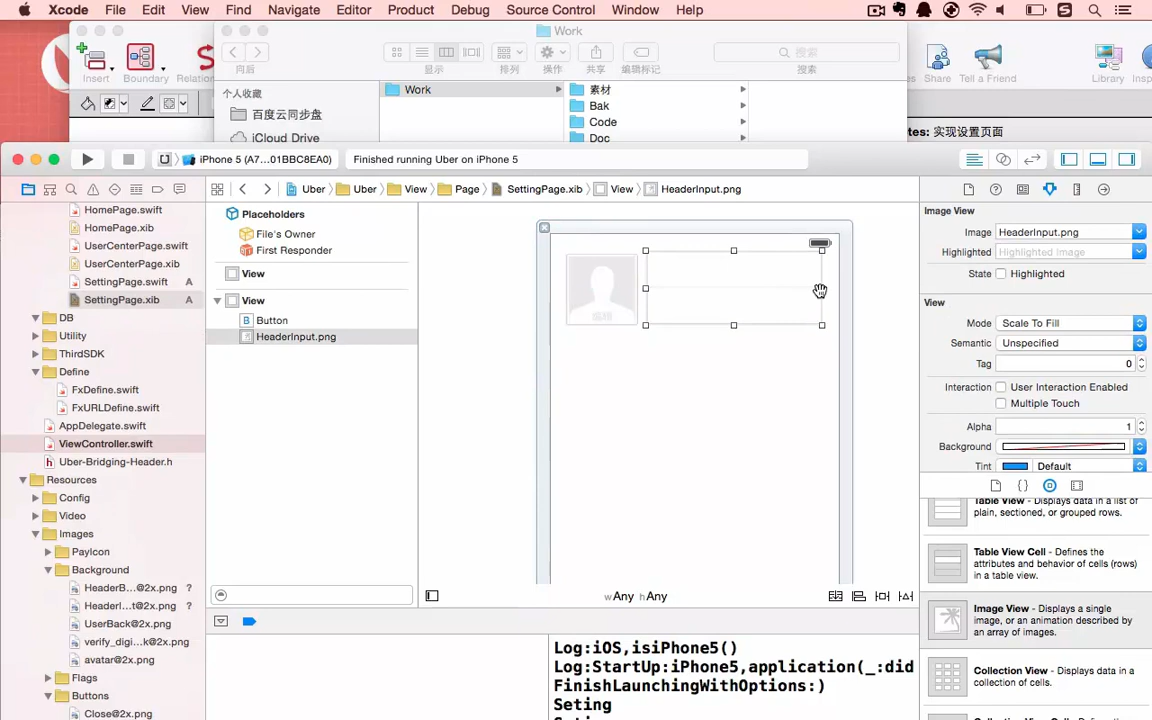 Xcode File Edit View Find Navigate Editor Product Debug Source Control Window Help
Work
Insert Boundary Relation
向后 显示 排列 操作 共享 编辑标记 搜索
搜索
Share Tell a Friend Library Insp
个人收藏
百度云同步盘
iCloud Drive
Work
素材
Bak
Code
Doc
tes: 实现设置页面
iPhone 5 (A7...01BBC8EA0)
Finished running Uber on iPhone 5
Uber Uber View Page SettingPage.xib View HeaderInput.png
HomePage.swift
HomePage.xib
UserCenterPage.swift
UserCenterPage.xib
SettingPage.swift A
SettingPage.xib A
DB
Utility
ThirdSDK
Define
FxDefine.swift
FxURLDefine.swift
AppDelegate.swift
ViewController.swift
Uber-Bridging-Header.h
Resources
Config
Video
Images
PayIcon
Background
HeaderB...@2x.png ?
HeaderI...t@2x.png ?
UserBack@2x.png
verify_digi...k@2x.png
avatar@2x.png
Flags
Buttons
Close@2x.png
Placeholders
File's Owner
First Responder
View
View
B Button
HeaderInput.png
编辑
wAny hAny
Image View
Image HeaderInput.png
Highlighted Highlighted Image
State Highlighted
View
Mode Scale To Fill
Semantic Unspecified
Tag 0
Interaction User Interaction Enabled
Multiple Touch
Alpha 1
Background
Tint Default
Table View - Displays data in a list of
plain, sectioned, or grouped rows.
Table View Cell - Defines the
attributes and behavior of cells (rows)
in a table view.
Image View - Displays a single
image, or an animation described by
an array of images.
Collection View - Displays data in a
collection of cells.
Log:iOS,isiPhone5()
Log:StartUp:iPhone5,application(_:did
FinishLaunchingWithOptions:)
Seting